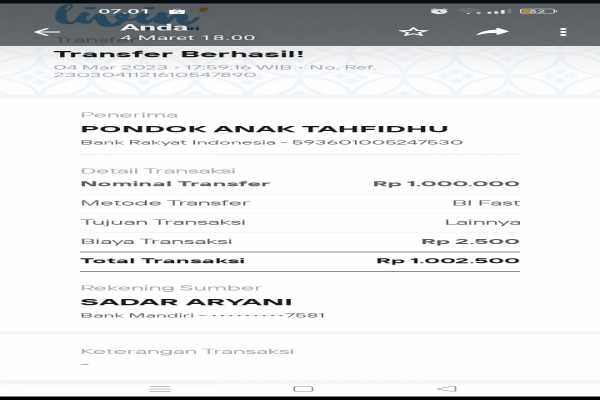 07.01
52
livin'
Anda
4 Maret 18.00
Transfer Berhasil!
04 Mar 2023 • 17:59:16 WIB • No. Ref.
2303041121610547890
Penerima
PONDOK ANAK TAHFIDHU
Bank Rakyat Indonesia - 593601005247530
Detail Transaksi
Nominal Transfer Rp 1.000.000
Metode Transfer BI Fast
Tujuan Transaksi Lainnya
Biaya Transaksi Rp 2.500
Total Transaksi Rp 1.002.500
Rekening Sumber
SADAR ARYANI
Bank Mandiri - •••••••••7581
Keterangan Transaksi
-